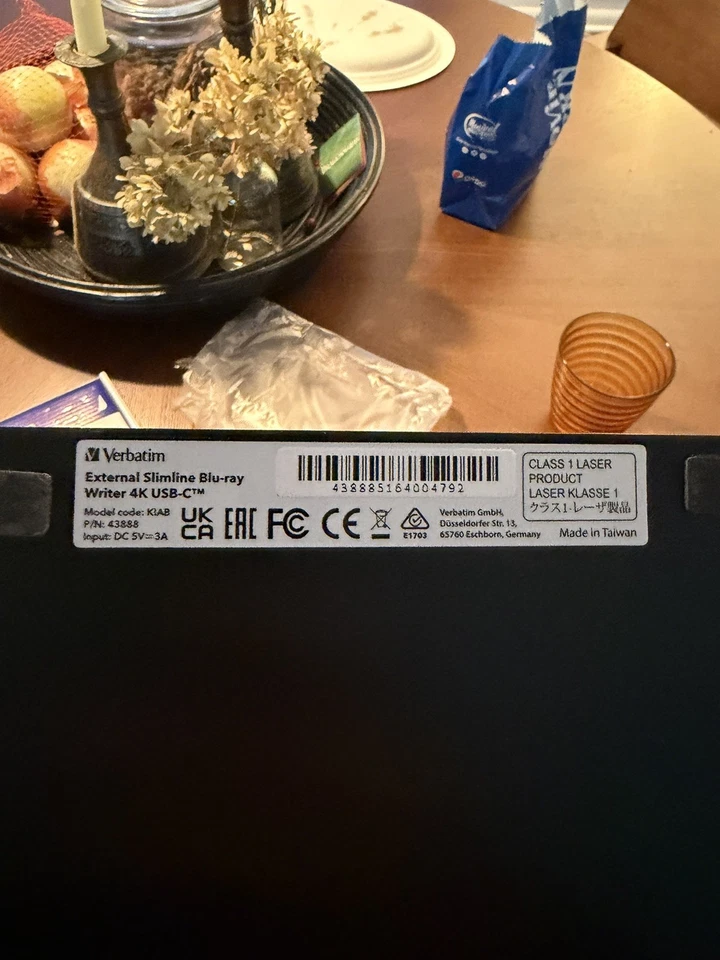 Verbatim
External Slimline Blu-ray
Writer 4K USB-C™
Model code: KIAB
P/N: 43888
Input: DC 5V⎓3A
438885164004792
UK
CA
EAC
FC
CE
E1703
Verbatim GmbH,
Düsseldorfer Str. 13,
65760 Eschborn, Germany
CLASS 1 LASER
PRODUCT
LASER KLASSE 1
クラス1-レーザ製品
Made in Taiwan